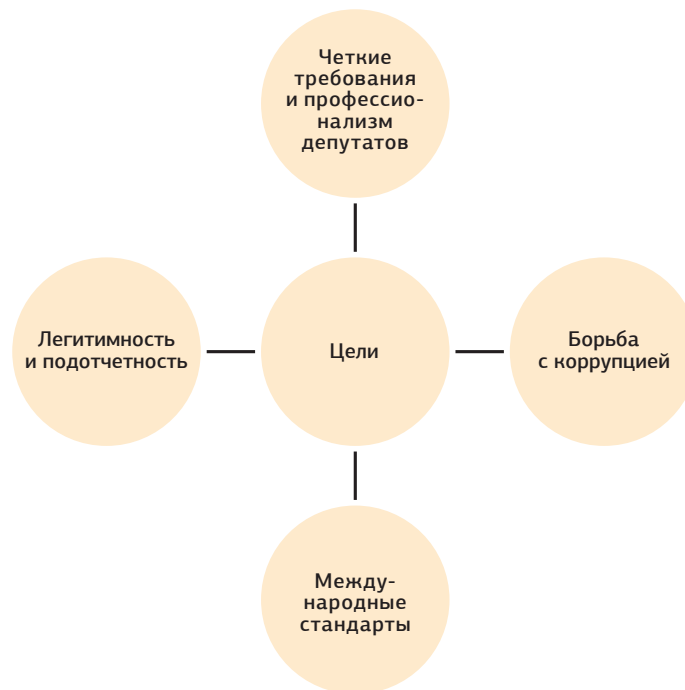 Четкие
требования
и профессио-
нализм
депутатов
Легитимность
и подотчетность
Цели
Борьба
с коррупцией
Между-
народные
стандарты